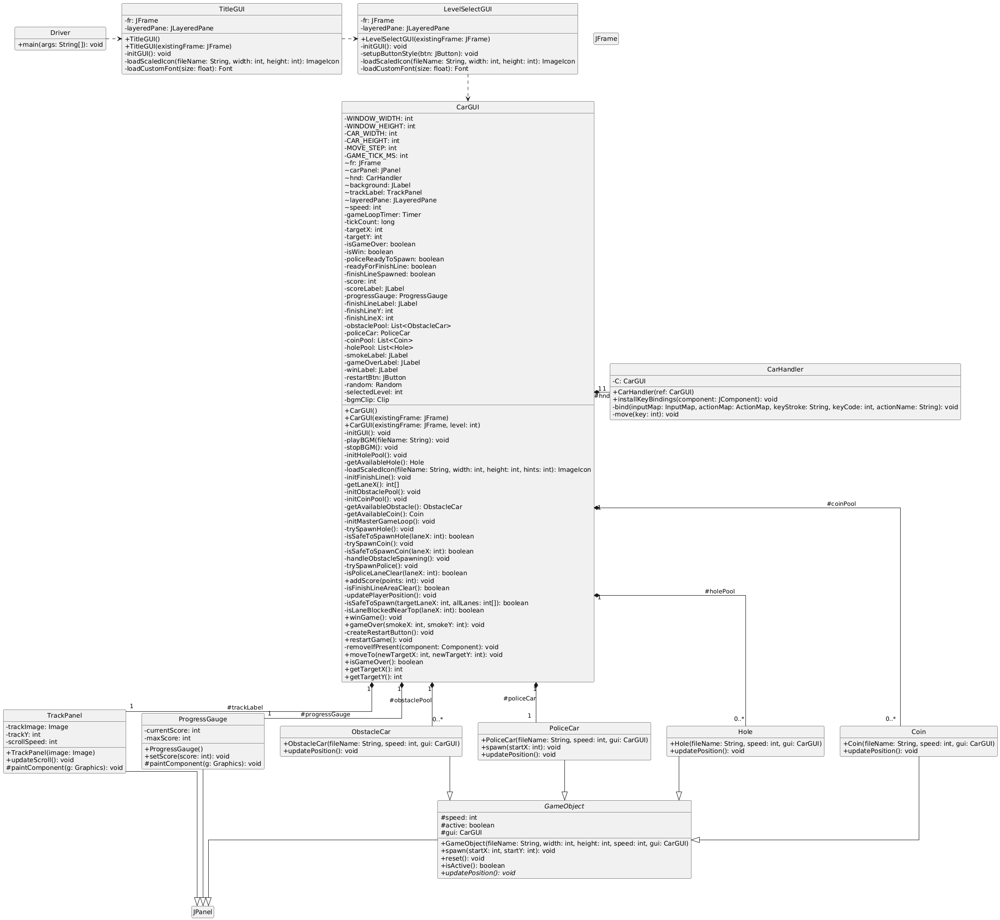 Driver
+main(args: String[]): void
TitleGUI
-fr: JFrame
-layeredPane: JLayeredPane
+TitleGUI()
+TitleGUI(existingFrame: JFrame)
-initGUI(): void
-loadScaledIcon(fileName: String, width: int, height: int): ImageIcon
-loadCustomFont(size: float): Font
LevelSelectGUI
-fr: JFrame
-layeredPane: JLayeredPane
+LevelSelectGUI(existingFrame: JFrame)
-initGUI(): void
-setupButtonStyle(btn: JButton): void
-loadScaledIcon(fileName: String, width: int, height: int): ImageIcon
-loadCustomFont(size: float): Font
JFrame
CarGUI
-WINDOW_WIDTH: int
-WINDOW_HEIGHT: int
-CAR_WIDTH: int
-CAR_HEIGHT: int
-MOVE_STEP: int
-GAME_TICK_MS: int
~fr: JFrame
~carPanel: JPanel
~hnd: CarHandler
~background: JLabel
~trackLabel: TrackPanel
~layeredPane: JLayeredPane
~speed: int
-gameLoopTimer: Timer
-tickCount: long
-targetX: int
-targetY: int
-isGameOver: boolean
-isWin: boolean
-policeReadyToSpawn: boolean
-readyForFinishLine: boolean
-finishLineSpawned: boolean
-score: int
-scoreLabel: JLabel
-progressGauge: ProgressGauge
-finishLineLabel: JLabel
-finishLineY: int
-finishLineX: int
-obstaclePool: List<ObstacleCar>
-policeCar: PoliceCar
-coinPool: List<Coin>
-holePool: List<Hole>
-smokeLabel: JLabel
-gameOverLabel: JLabel
-winLabel: JLabel
-restartBtn: JButton
-random: Random
-selectedLevel: int
-bgmClip: Clip
+CarGUI()
+CarGUI(existingFrame: JFrame)
+CarGUI(existingFrame: JFrame, level: int)
-initGUI(): void
-playBGM(fileName: String): void
-stopBGM(): void
-initHolePool(): void
-getAvailableHole(): Hole
-loadScaledIcon(fileName: String, width: int, height: int, hints: int): ImageIcon
-initFinishLine(): void
-getLaneX(): int[]
-initObstaclePool(): void
-initCoinPool(): void
-getAvailableObstacle(): ObstacleCar
-getAvailableCoin(): Coin
-initMasterGameLoop(): void
-trySpawnHole(): void
-isSafeToSpawnHole(laneX: int): boolean
-trySpawnCoin(): void
-isSafeToSpawnCoin(laneX: int): boolean
-handleObstacleSpawning(): void
-trySpawnPolice(): void
-isPoliceLaneClear(laneX: int): boolean
+addScore(points: int): void
-isFinishLineAreaClear(): boolean
-updatePlayerPosition(): void
-isSafeToSpawn(targetLaneX: int, allLanes: int[]): boolean
-isLaneBlockedNearTop(laneX: int): boolean
+winGame(): void
+gameOver(smokeX: int, smokeY: int): void
-createRestartButton(): void
+restartGame(): void
-removeIfPresent(component: Component): void
+moveTo(newTargetX: int, newTargetY: int): void
+isGameOver(): boolean
+getTargetX(): int
+getTargetY(): int
1 1
#hnd
CarHandler
-C: CarGUI
+CarHandler(ref: CarGUI)
+installKeyBindings(component: JComponent): void
-bind(inputMap: InputMap, actionMap: ActionMap, keyStroke: String, keyCode: int, actionName: String): void
-move(key: int): void
1
#coinPool
0..*
1
#holePool
0..*
1
#trackLabel
1
1
#progressGauge
1
1
#obstaclePool
0..*
1
#policeCar
1
TrackPanel
-trackImage: Image
-trackY: int
-scrollSpeed: int
+TrackPanel(image: Image)
+updateScroll(): void
#paintComponent(g: Graphics): void
ProgressGauge
-currentScore: int
-maxScore: int
+ProgressGauge()
+setScore(score: int): void
#paintComponent(g: Graphics): void
ObstacleCar
+ObstacleCar(fileName: String, speed: int, gui: CarGUI)
+updatePosition(): void
PoliceCar
+PoliceCar(fileName: String, speed: int, gui: CarGUI)
+spawn(startX: int): void
+updatePosition(): void
Hole
+Hole(fileName: String, speed: int, gui: CarGUI)
+updatePosition(): void
Coin
+Coin(fileName: String, speed: int, gui: CarGUI)
+updatePosition(): void
GameObject
#speed: int
#active: boolean
#gui: CarGUI
+GameObject(fileName: String, width: int, height: int, speed: int, gui: CarGUI)
+spawn(startX: int, startY: int): void
+reset(): void
+isActive(): boolean
+updatePosition(): void
JPanel